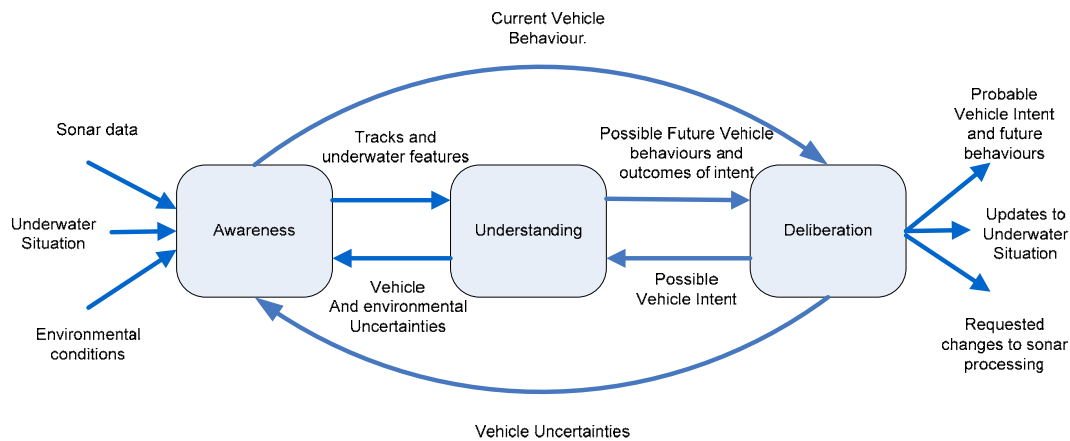 Current Vehicle
Behaviour.
Sonar data
Underwater
Situation
Environmental
conditions
Awareness
Tracks and
underwater features
Vehicle
And environmental
Uncertainties
Understanding
Possible Future Vehicle
behaviours and
outcomes of intent
Possible
Vehicle Intent
Deliberation
Probable
Vehicle Intent
and future
behaviours
Updates to
Underwater
Situation
Requested
changes to sonar
processing
Vehicle Uncertainties